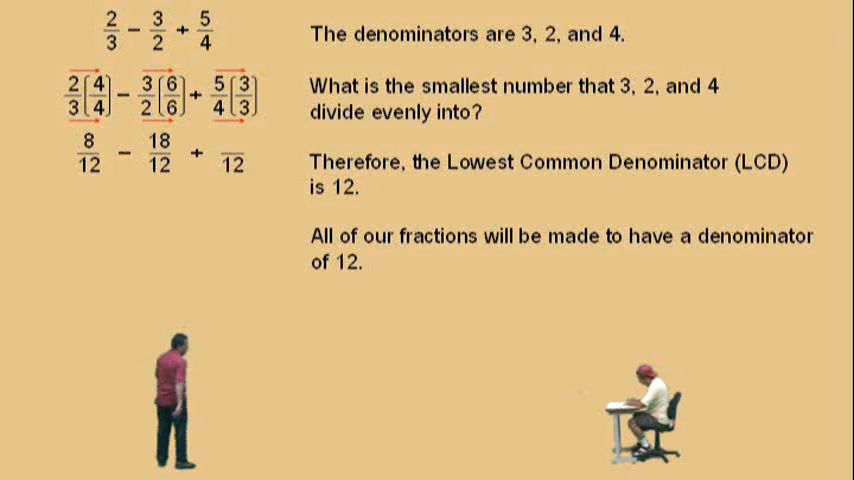 2/3 − 3/2 + 5/4
The denominators are 3, 2, and 4.
2/3(4/4) − 3/2(6/6) + 5/4(3/3)
What is the smallest number that 3, 2, and 4
divide evenly into?
8/12 − 18/12 + /12
Therefore, the Lowest Common Denominator (LCD)
is 12.
All of our fractions will be made to have a denominator
of 12.